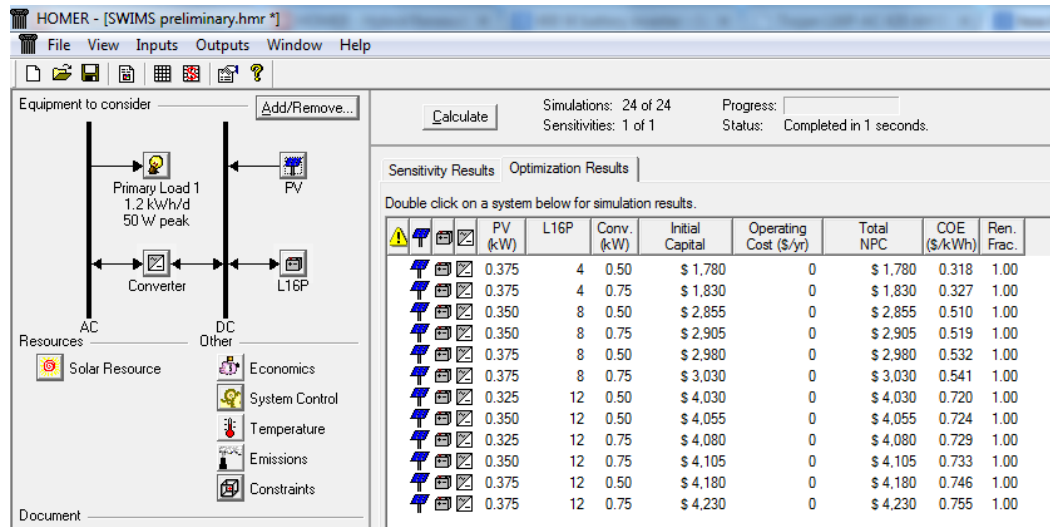 HOMER - [SWIMS preliminary.hmr *]
File View Inputs Outputs Window Help
Equipment to consider
Add/Remove...
Primary Load 1
1.2 kWh/d
50 W peak
PV
Converter
L16P
AC
DC
Resources
Other
Solar Resource
Economics
System Control
Temperature
Emissions
Constraints
Document
Calculate
Simulations: 24 of 24
Progress:
Sensitivities: 1 of 1
Status: Completed in 1 seconds.
Sensitivity Results
Optimization Results
Double click on a system below for simulation results.
PV (kW) L16P Conv. (kW) Initial Capital Operating Cost ($/yr) Total NPC COE ($/kWh) Ren. Frac.
0.375 4 0.50 $ 1,780 0 $ 1,780 0.318 1.00
0.375 4 0.75 $ 1,830 0 $ 1,830 0.327 1.00
0.350 8 0.50 $ 2,855 0 $ 2,855 0.510 1.00
0.350 8 0.75 $ 2,905 0 $ 2,905 0.519 1.00
0.375 8 0.50 $ 2,980 0 $ 2,980 0.532 1.00
0.375 8 0.75 $ 3,030 0 $ 3,030 0.541 1.00
0.325 12 0.50 $ 4,030 0 $ 4,030 0.720 1.00
0.350 12 0.50 $ 4,055 0 $ 4,055 0.724 1.00
0.325 12 0.75 $ 4,080 0 $ 4,080 0.729 1.00
0.350 12 0.75 $ 4,105 0 $ 4,105 0.733 1.00
0.375 12 0.50 $ 4,180 0 $ 4,180 0.746 1.00
0.375 12 0.75 $ 4,230 0 $ 4,230 0.755 1.00